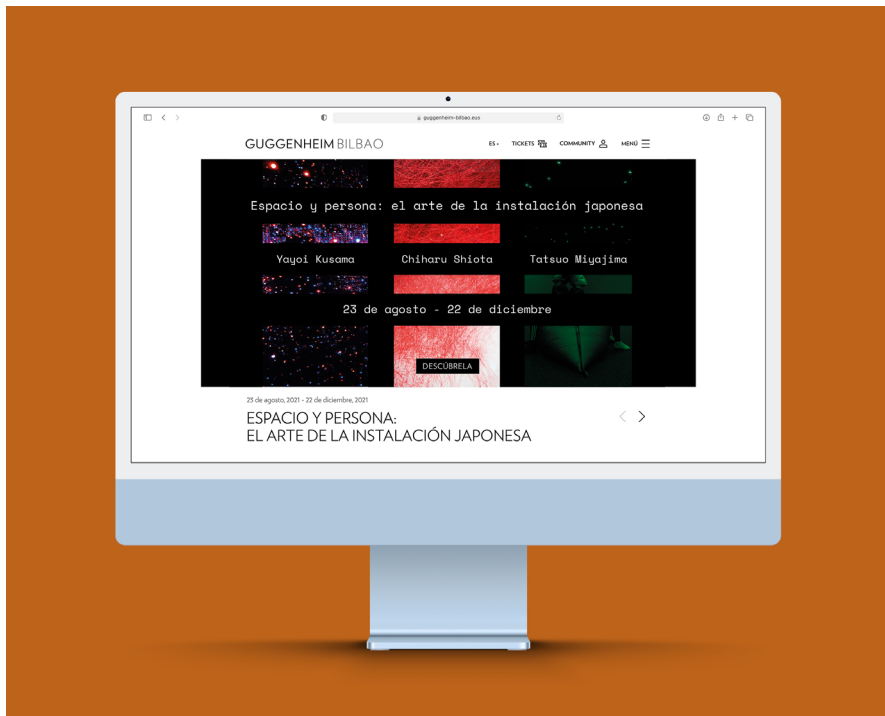 guggenheim-bilbao.eus
GUGGENHEIM BILBAO
ES
TICKETS
COMMUNITY
MENÚ
Espacio y persona: el arte de la instalación japonesa
Yayoi Kusama
Chiharu Shiota
Tatsuo Miyajima
23 de agosto - 22 de diciembre
DESCÚBRELA
23 de agosto, 2021 - 22 de diciembre, 2021
ESPACIO Y PERSONA:
EL ARTE DE LA INSTALACIÓN JAPONESA